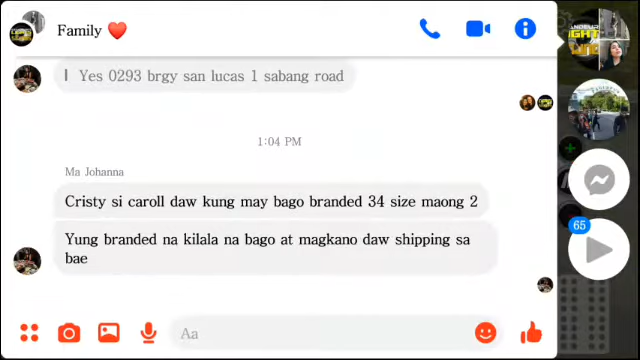 Family ❤️
Yes 0293 brgy san lucas 1 sabang road
1:04 PM
Ma Johanna
Cristy si caroll daw kung may bago branded 34 size maong 2
Yung branded na kilala na bago at magkano daw shipping sa
bae
Aa
65